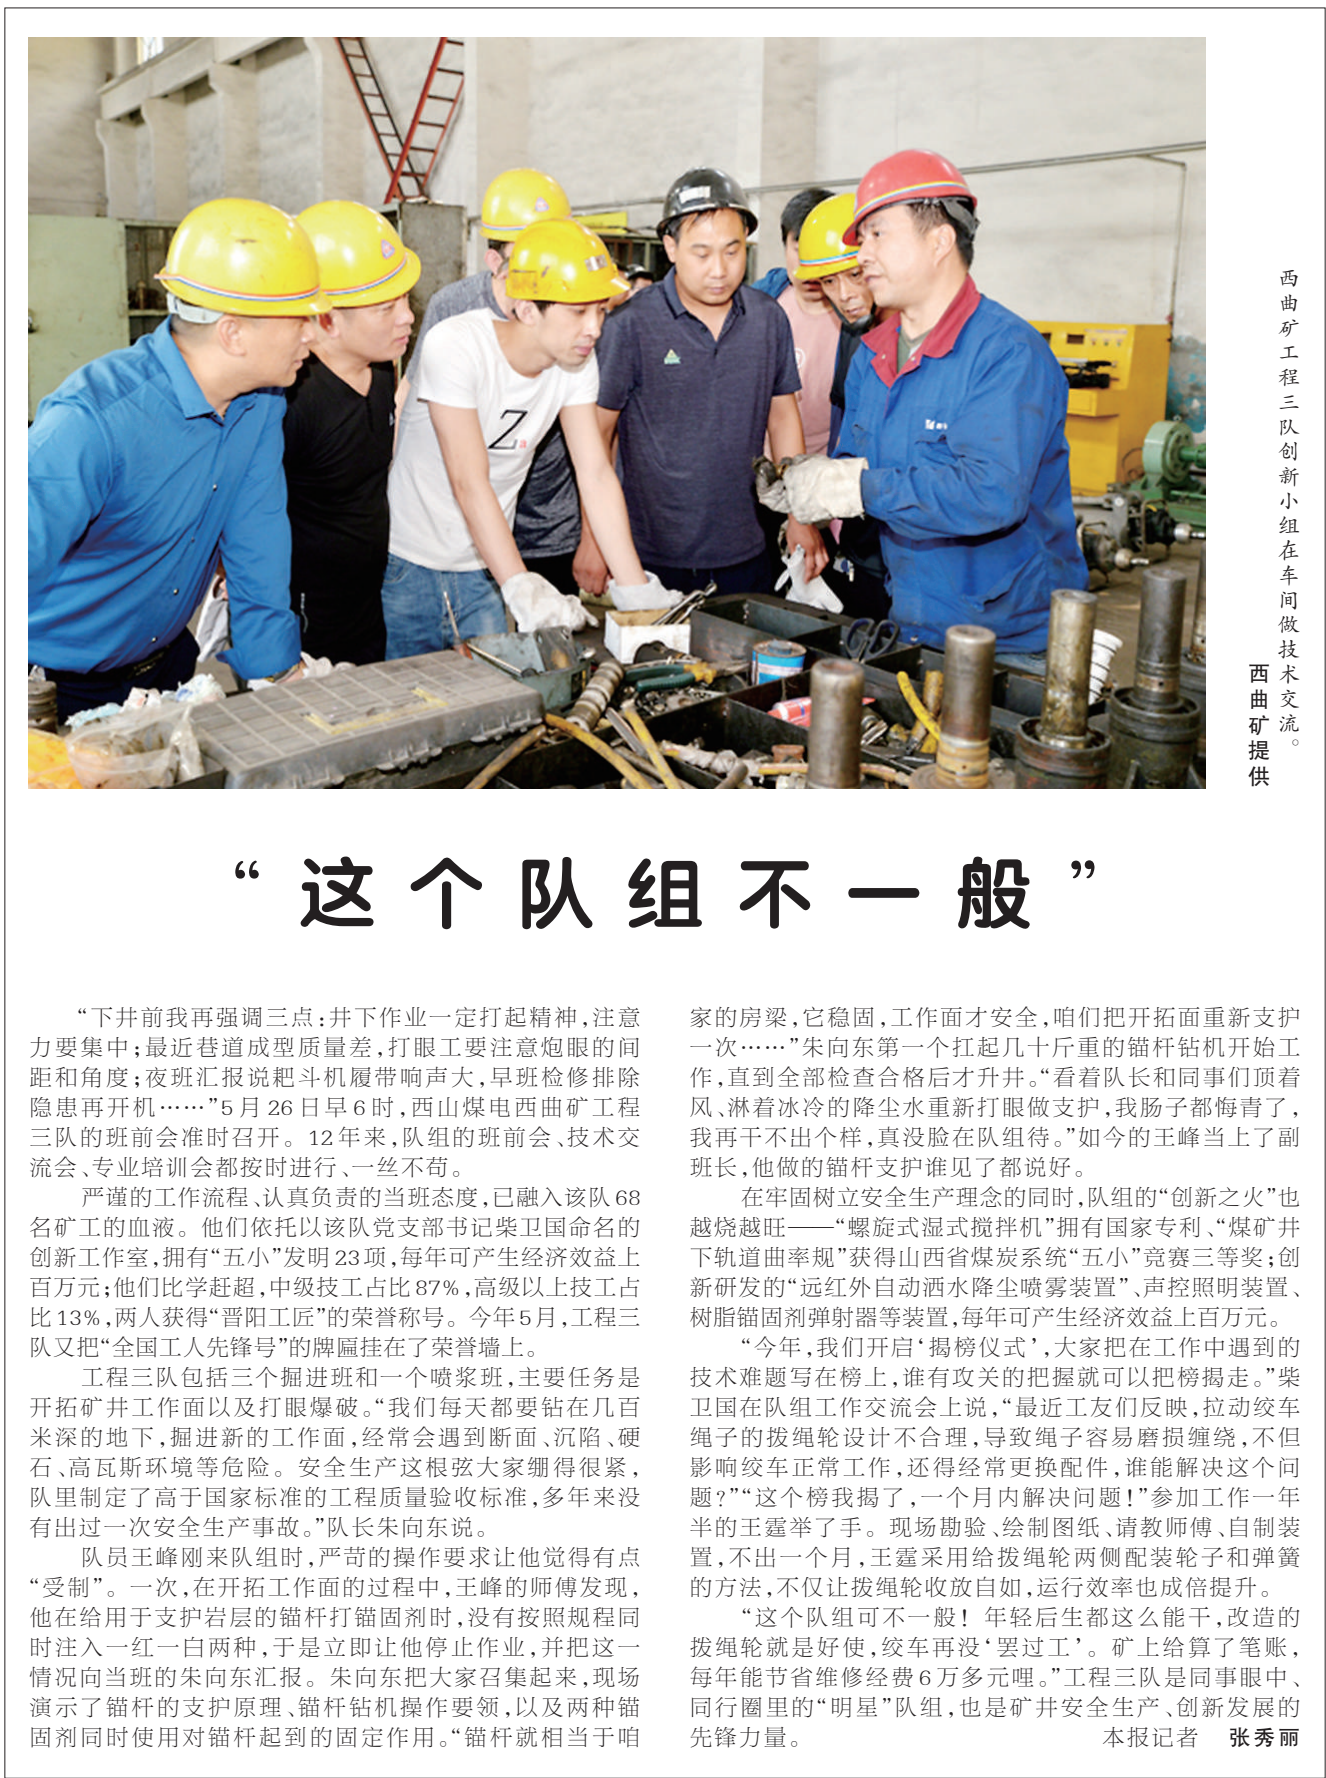 西曲矿工程三队创新小组在车间做技术交流。
西曲矿提供
“这个队组不一般”
“下井前我再强调三点:井下作业一定打起精神,注意
力要集中;最近巷道成型质量差,打眼工要注意炮眼的间
距和角度;夜班汇报说耙斗机履带响声大,早班检修排除
隐患再开机……”5月26日早6时,西山煤电西曲矿工程
三队的班前会准时召开。12年来,队组的班前会、技术交
流会、专业培训会都按时进行、一丝不苟。
严谨的工作流程、认真负责的当班态度,已融入该队68
名矿工的血液。他们依托以该队党支部书记柴卫国命名的
创新工作室,拥有“五小”发明23项,每年可产生经济效益上
百万元;他们比学赶超,中级技工占比87%,高级以上技工占
比13%,两人获得“晋阳工匠”的荣誉称号。今年5月,工程三
队又把“全国工人先锋号”的牌匾挂在了荣誉墙上。
工程三队包括三个掘进班和一个喷浆班,主要任务是
开拓矿井工作面以及打眼爆破。“我们每天都要钻在几百
米深的地下,掘进新的工作面,经常会遇到断面、沉陷、硬
石、高瓦斯环境等危险。安全生产这根弦大家绷得很紧,
队里制定了高于国家标准的工程质量验收标准,多年来没
有出过一次安全生产事故。”队长朱向东说。
队员王峰刚来队组时,严苛的操作要求让他觉得有点
“受制”。一次,在开拓工作面的过程中,王峰的师傅发现,
他在给用于支护岩层的锚杆打锚固剂时,没有按照规程同
时注入一红一白两种,于是立即让他停止作业,并把这一
情况向当班的朱向东汇报。朱向东把大家召集起来,现场
演示了锚杆的支护原理、锚杆钻机操作要领,以及两种锚
固剂同时使用对锚杆起到的固定作用。“锚杆就相当于咱
家的房梁,它稳固,工作面才安全,咱们把开拓面重新支护
一次……”朱向东第一个扛起几十斤重的锚杆钻机开始工
作,直到全部检查合格后才升井。“看着队长和同事们顶着
风、淋着冰冷的降尘水重新打眼做支护,我肠子都悔青了,
我再干不出个样,真没脸在队组待。”如今的王峰当上了副
班长,他做的锚杆支护谁见了都说好。
在牢固树立安全生产理念的同时,队组的“创新之火”也
越烧越旺——“螺旋式湿式搅拌机”拥有国家专利、“煤矿井
下轨道曲率规”获得山西省煤炭系统“五小”竞赛三等奖;创
新研发的“远红外自动洒水降尘喷雾装置”、声控照明装置、
树脂锚固剂弹射器等装置,每年可产生经济效益上百万元。
“今年,我们开启‘揭榜仪式’,大家把在工作中遇到的
技术难题写在榜上,谁有攻关的把握就可以把榜揭走。”柴
卫国在队组工作交流会上说,“最近工友们反映,拉动绞车
绳子的拨绳轮设计不合理,导致绳子容易磨损缠绕,不但
影响绞车正常工作,还得经常更换配件,谁能解决这个问
题?”“这个榜我揭了,一个月内解决问题!”参加工作一年
半的王霆举了手。现场勘验、绘制图纸、请教师傅、自制装
置,不出一个月,王霆采用给拨绳轮两侧配装轮子和弹簧
的方法,不仅让拨绳轮收放自如,运行效率也成倍提升。
“这个队组可不一般!年轻后生都这么能干,改造的
拨绳轮就是好使,绞车再没‘罢过工’。矿上给算了笔账,
每年能节省维修经费6万多元哩。”工程三队是同事眼中、
同行圈里的“明星”队组,也是矿井安全生产、创新发展的
先锋力量。 本报记者 张秀丽